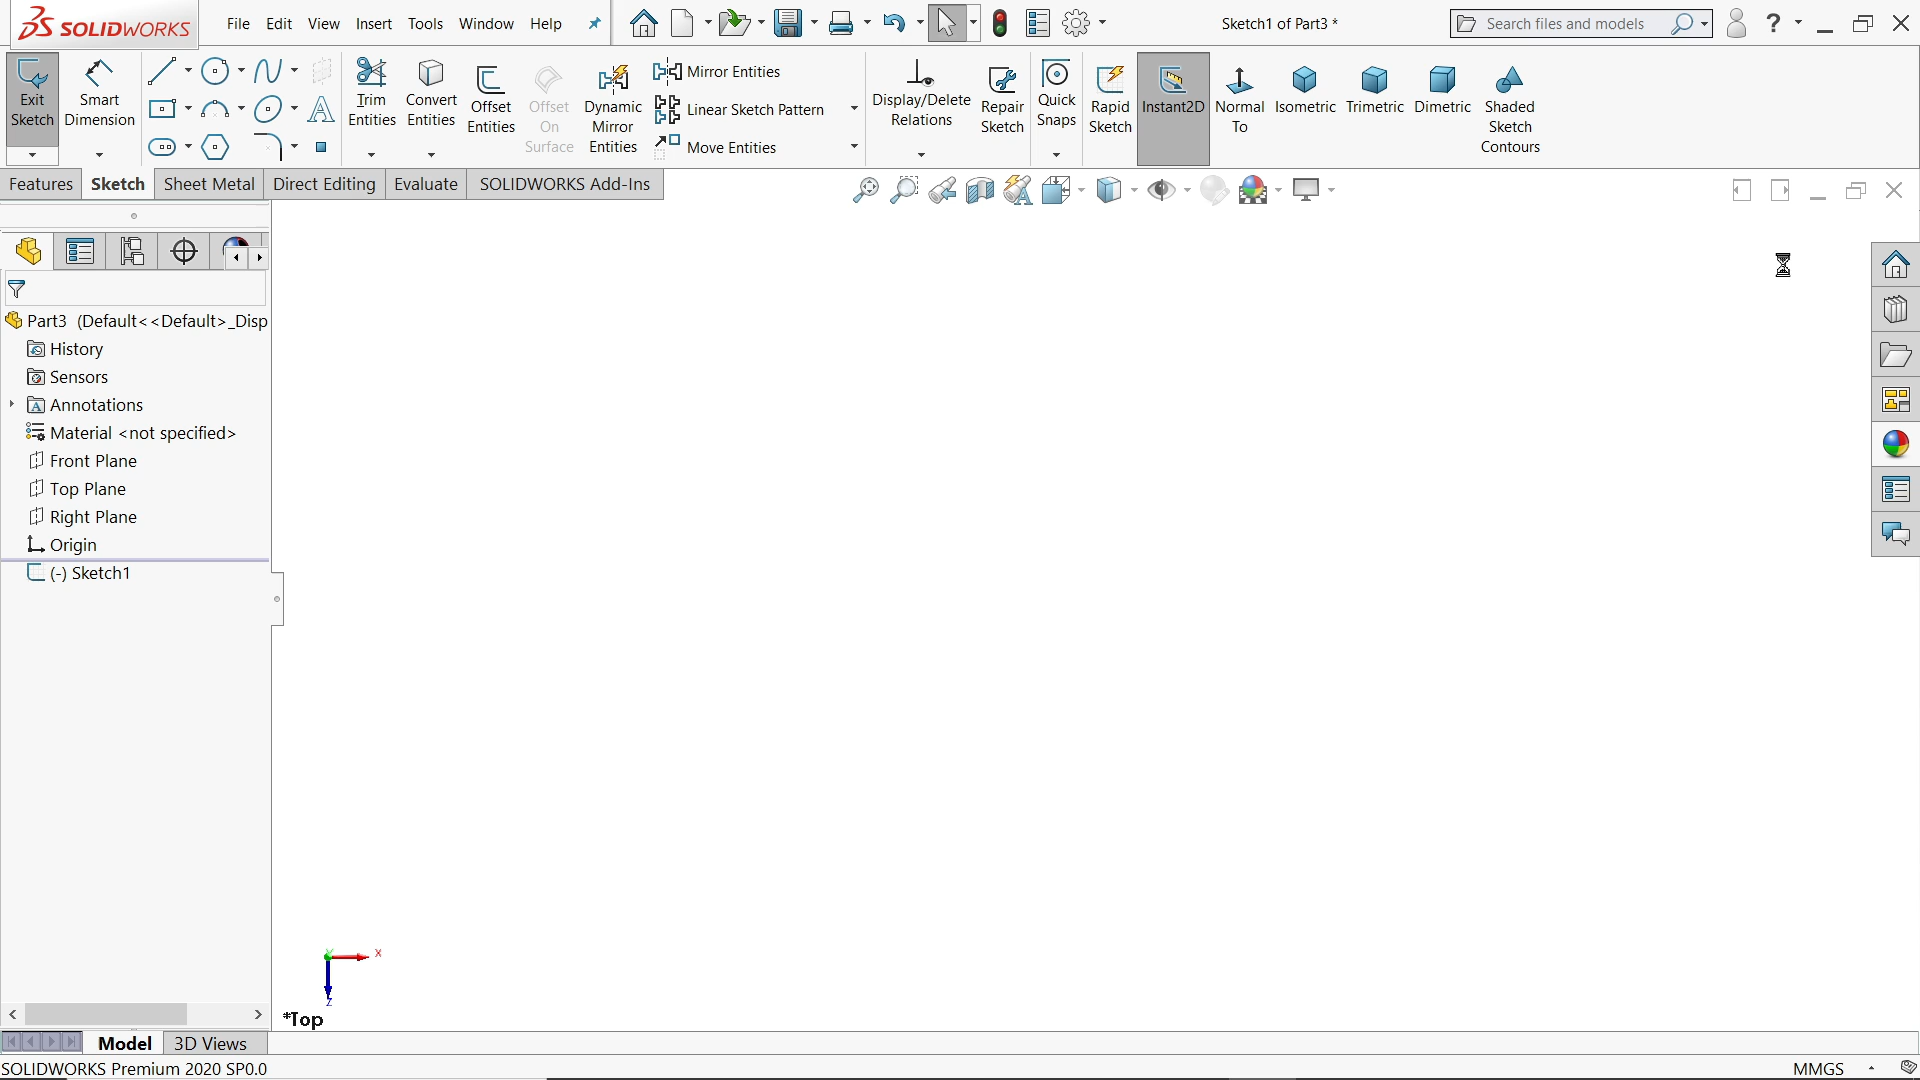 SOLIDWORKS File Edit View Insert Tools Window Help Sketch1 of Part3 * Search files and models ?
Exit Sketch
Smart Dimension
Trim Entities
Convert Entities
Offset Entities
Offset On Surface
Dynamic Mirror Entities
Mirror Entities
Linear Sketch Pattern
Move Entities
Display/Delete Relations
Repair Sketch
Quick Snaps
Rapid Sketch
Instant2D
Normal To
Isometric
Trimetric
Dimetric
Shaded Sketch Contours
Features Sketch Sheet Metal Direct Editing Evaluate SOLIDWORKS Add-Ins
Part3 (Default<<Default>_Disp
History
Sensors
Annotations
Material <not specified>
Front Plane
Top Plane
Right Plane
Origin
(-) Sketch1
Y
X
Z
*Top
Model 3D Views
SOLIDWORKS Premium 2020 SP0.0 MMGS